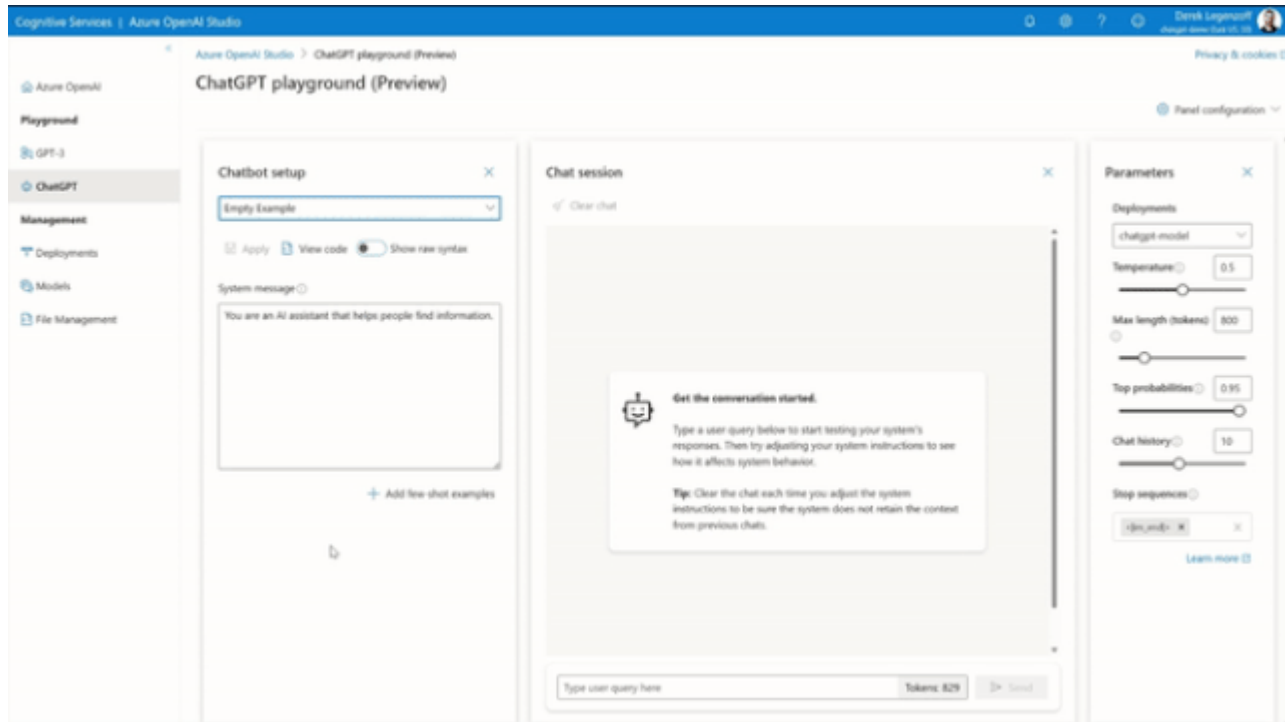 Cognitive Services | Azure OpenAI Studio
Derek Legenzoff
Azure OpenAI Studio > ChatGPT playground (Preview)
Privacy & cookies
ChatGPT playground (Preview)
Panel configuration
Azure OpenAI
Playground
GPT-3
ChatGPT
Management
Deployments
Models
File Management
Chatbot setup
Empty Example
Apply View code Show raw syntax
System message
You are an AI assistant that helps people find information.
Add few shot examples
Chat session
Clear chat
Get the conversation started.
Type a user query below to start testing your system's
responses. Then try adjusting your system instructions to see
how it affects system behavior.
Tip: Clear the chat each time you adjust the system
instructions to be sure the system does not retain the context
from previous chats.
Type user query here
Tokens: 829
Send
Parameters
Deployments
chatgpt-model
Temperature 0.5
Max length (tokens) 800
Top probabilities 0.95
Chat history 10
Stop sequences
<|im_end|>
Learn more